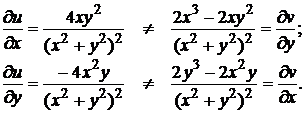 ∂u/∂x = 4xy²/(x² + y²)² ≠ 2x³ − 2xy²/(x² + y²)² = ∂v/∂y;
∂u/∂y = −4x²y/(x² + y²)² ≠ 2y³ − 2x²y/(x² + y²)² = ∂v/∂x.